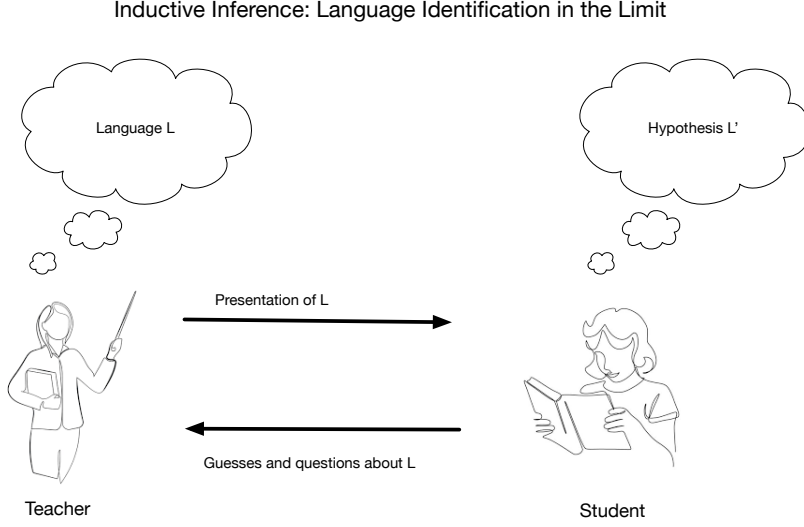 Inductive Inference: Language Identification in the Limit
Language L
Hypothesis L’
Presentation of L
Guesses and questions about L
Teacher
Student